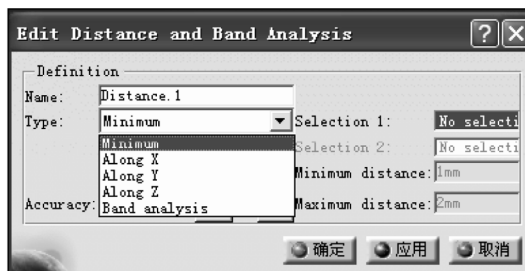 Edit Distance and Band Analysis
Definition
Name: Distance.1
Type: Minimum Selection 1: No selecti
Minimum Selection 2: No selecti
Along X
Along Y Minimum distance: 1mm
Along Z
Accuracy: Band analysis Maximum distance: 2mm
确定 应用 取消